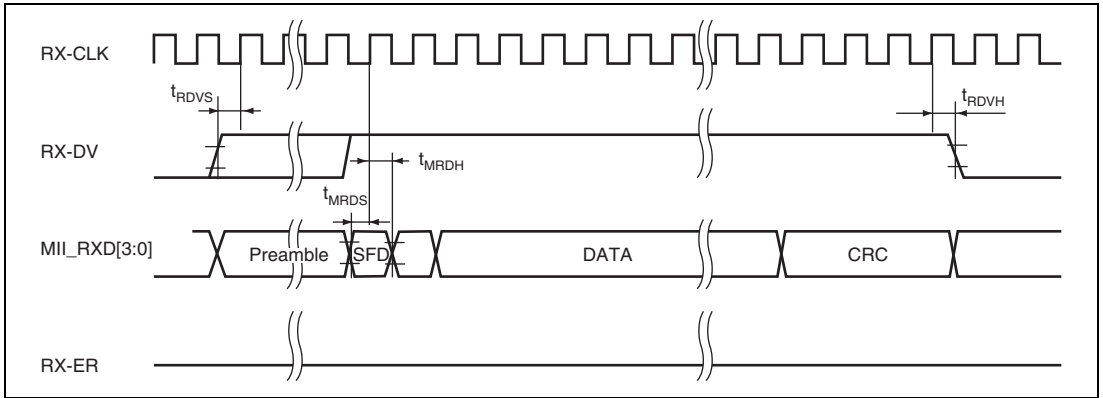 RX-CLK
tRDVS
tRDVH
RX-DV
tMRDH
tMRDS
MII_RXD[3:0]
Preamble
SFD
DATA
CRC
RX-ER